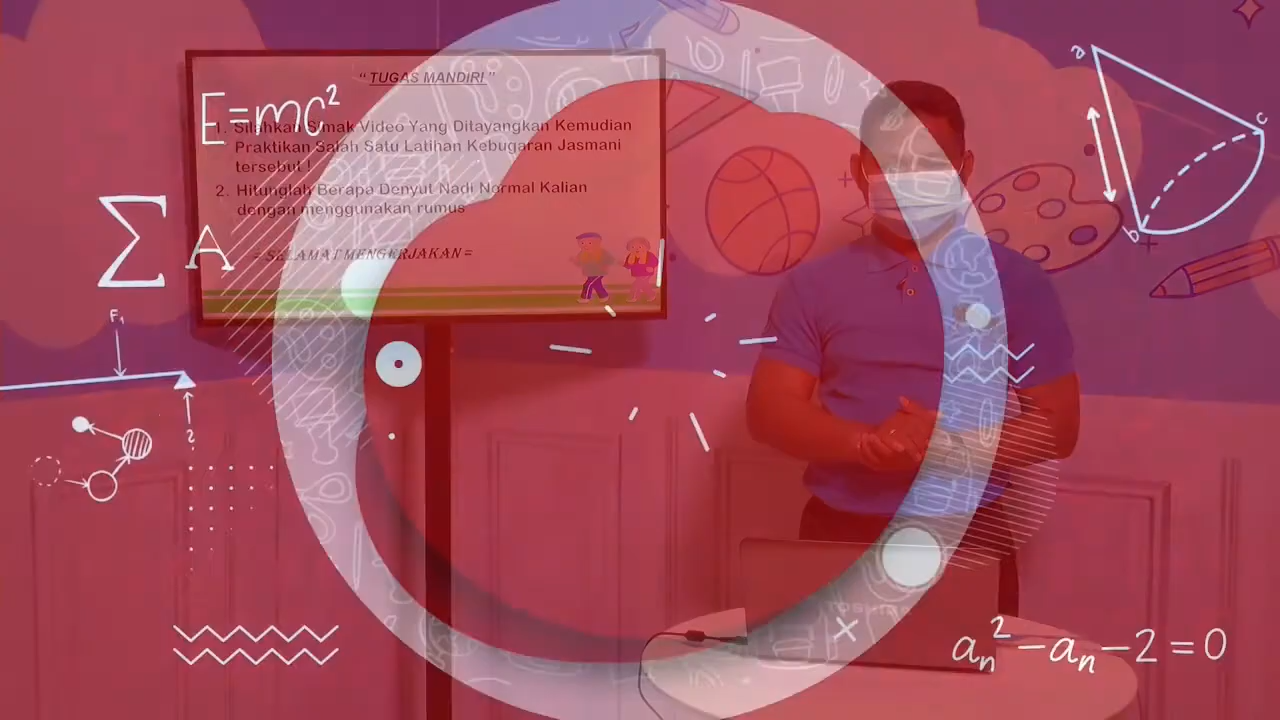 “ TUGAS MANDIRI ”
E=mc²
1. Silahkan Simak Video Yang Ditayangkan Kemudian
Praktikan Salah Satu Latihan Kebugaran Jasmani
tersebut !
2. Hitunglah Berapa Denyut Nadi Normal Kalian
dengan menggunakan rumus
= SELAMAT MENGERJAKAN =
Σ A
a
c
b
F₁
2
TOSHIBA
x
aₙ² − aₙ − 2 = 0